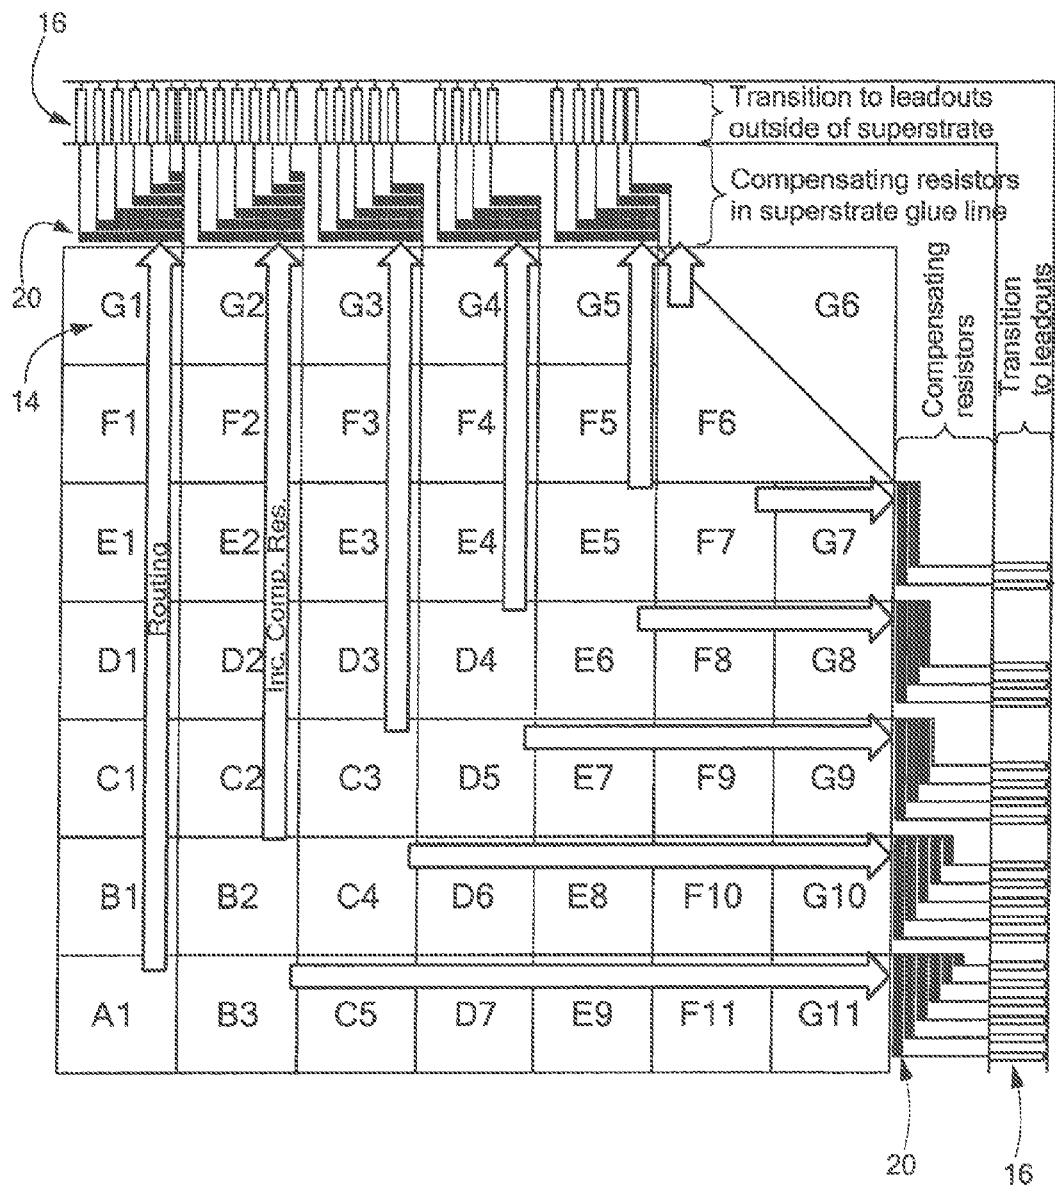 16
Transition to leadouts
outside of superstrate
Compensating resistors
in superstrate glue line
20
14
Compensating
resistors
Transition
to leadouts
G1 G2 G3 G4 G5 G6
F1 F2 F3 F4 F5 F6
E1 E2 E3 E4 E5 F7 G7
Routing
Inc. Comp. Res.
D1 D2 D3 D4 E6 F8 G8
C1 C2 C3 D5 E7 F9 G9
B1 B2 C4 D6 E8 F10 G10
A1 B3 C5 D7 E9 F11 G11
20
16